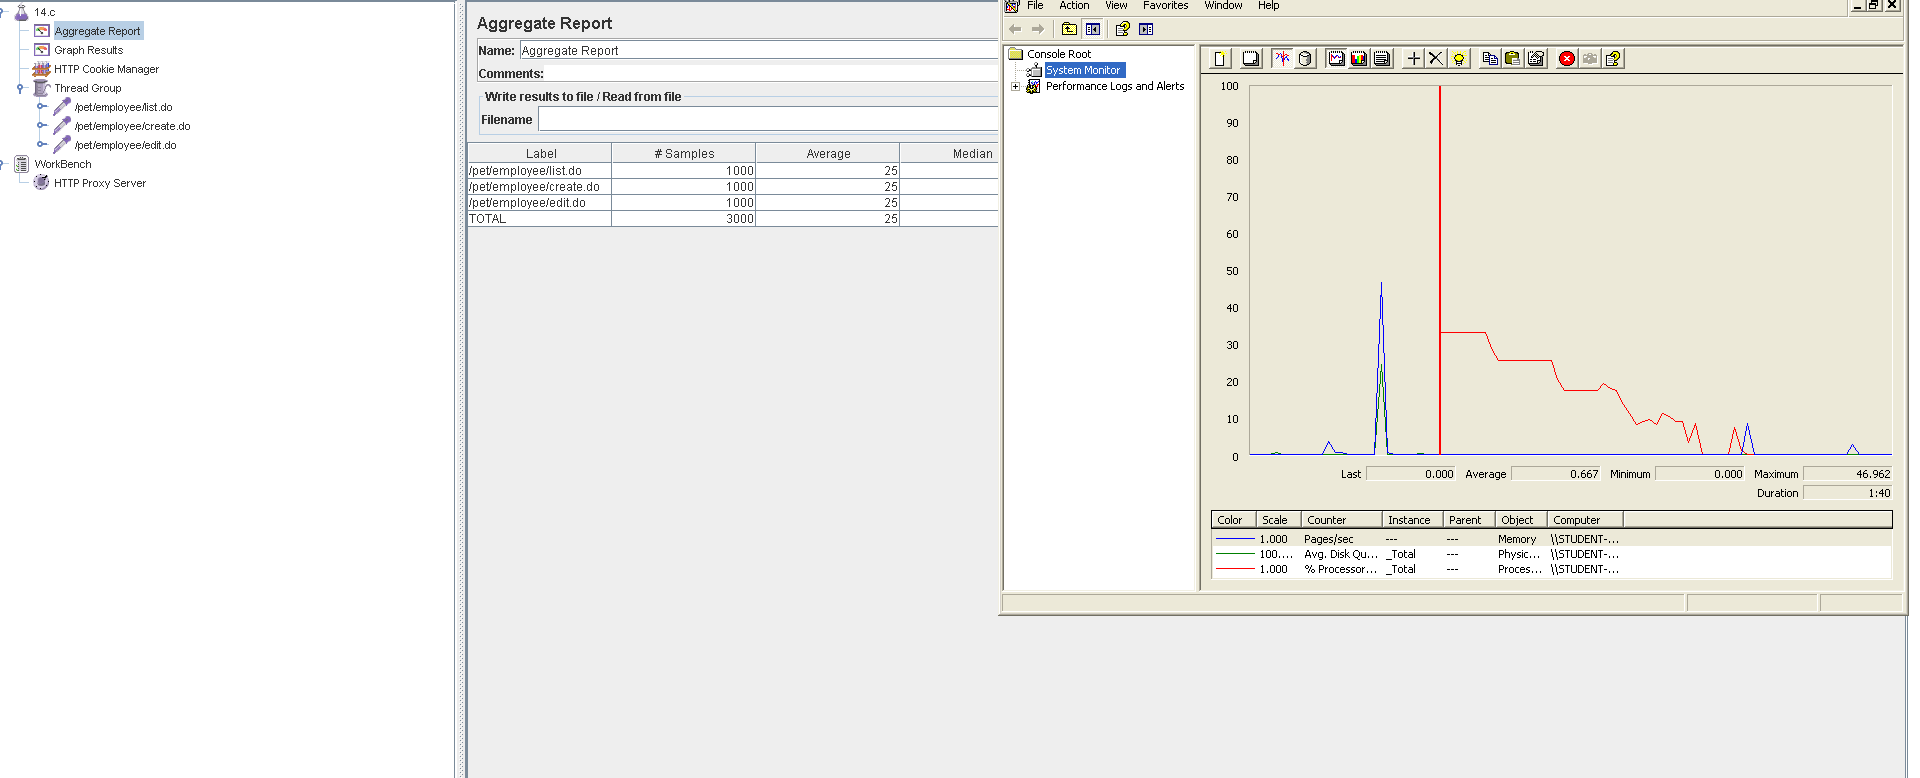 14.c
Aggregate Report
Graph Results
HTTP Cookie Manager
Thread Group
/pet/employee/list.do
/pet/employee/create.do
/pet/employee/edit.do
WorkBench
HTTP Proxy Server
Aggregate Report
Name: Aggregate Report
Comments:
Write results to file / Read from file
Filename
Label # Samples Average Median
/pet/employee/list.do 1000 25
/pet/employee/create.do 1000 25
/pet/employee/edit.do 1000 25
TOTAL 3000 25
File Action View Favorites Window Help
Console Root
System Monitor
Performance Logs and Alerts
100
90
80
70
60
50
40
30
20
10
0
Last 0.000 Average 0.667 Minimum 0.000 Maximum 46.962
Duration 1:40
Color Scale Counter Instance Parent Object Computer
1.000 Pages/sec --- --- Memory \\STUDENT-...
100.... Avg. Disk Qu... _Total --- Physic... \\STUDENT-...
1.000 % Processor... _Total --- Proces... \\STUDENT-...